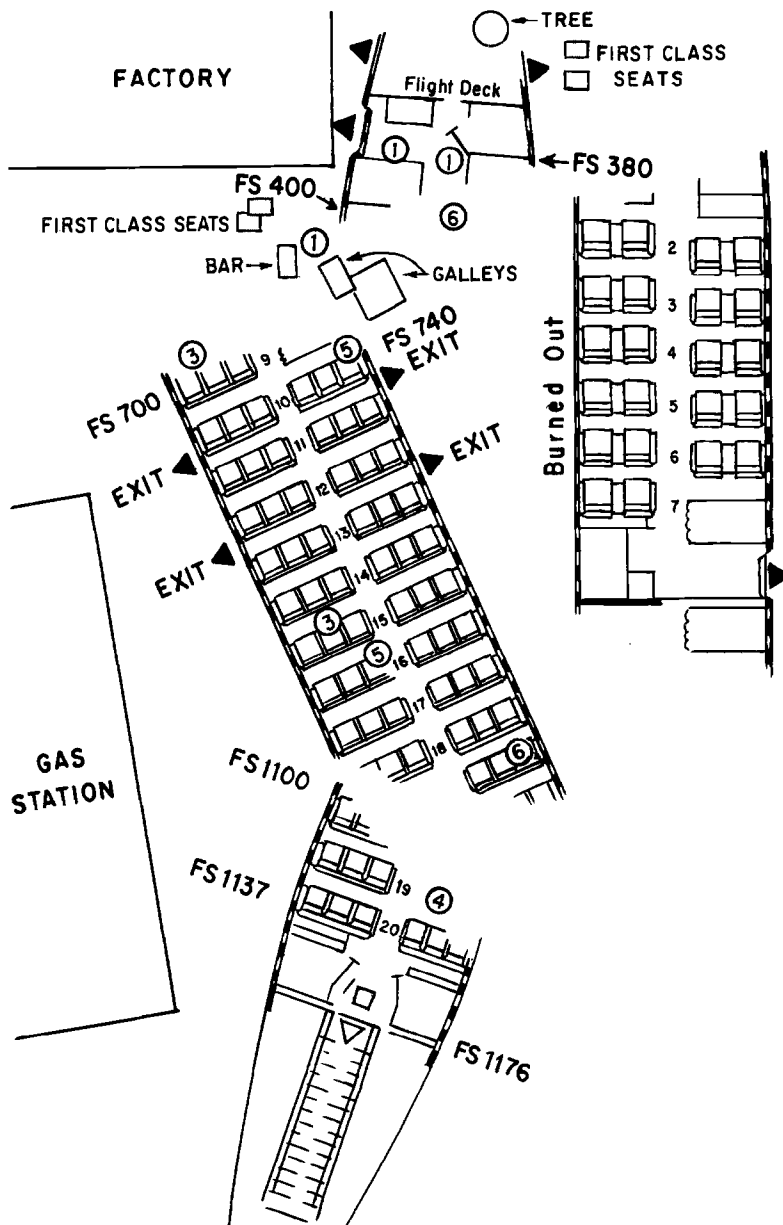 TREE
FIRST CLASS
SEATS
FACTORY
Flight Deck
1
1
FS 380
FS 400
6
FIRST CLASS SEATS
1
BAR
GALLEYS
FS 740
EXIT
3
9
5
FS 700
10
11
EXIT
EXIT
12
13
EXIT
14
15
3
5
16
17
18
6
GAS
STATION
FS 1100
FS 1137
19
4
20
FS 1176
Burned Out
2
3
4
5
6
7